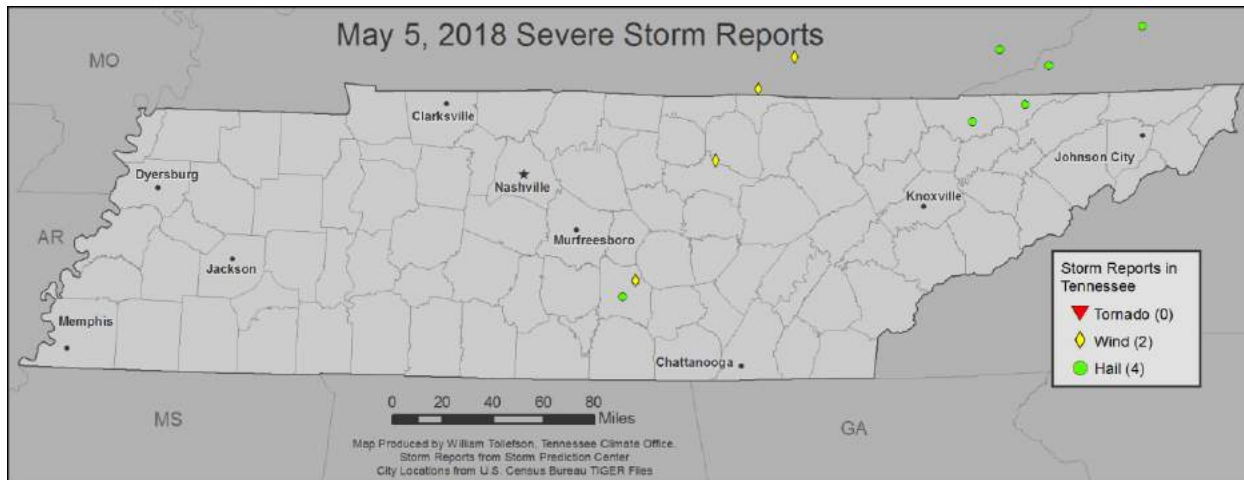 May 5, 2018 Severe Storm Reports
MO
Clarksville
Johnson City
Dyersburg
Nashville
Knoxville
AR
Murfreesboro
Jackson
Storm Reports in
Tennessee
Tornado (0)
Wind (2)
Hail (4)
Memphis
Chattanooga
0 20 40 60 80
Miles
MS
GA
Map Produced by William Tollefson, Tennessee Climate Office.
Storm Reports from Storm Prediction Center
City Locations from U.S. Census Bureau TIGER Files